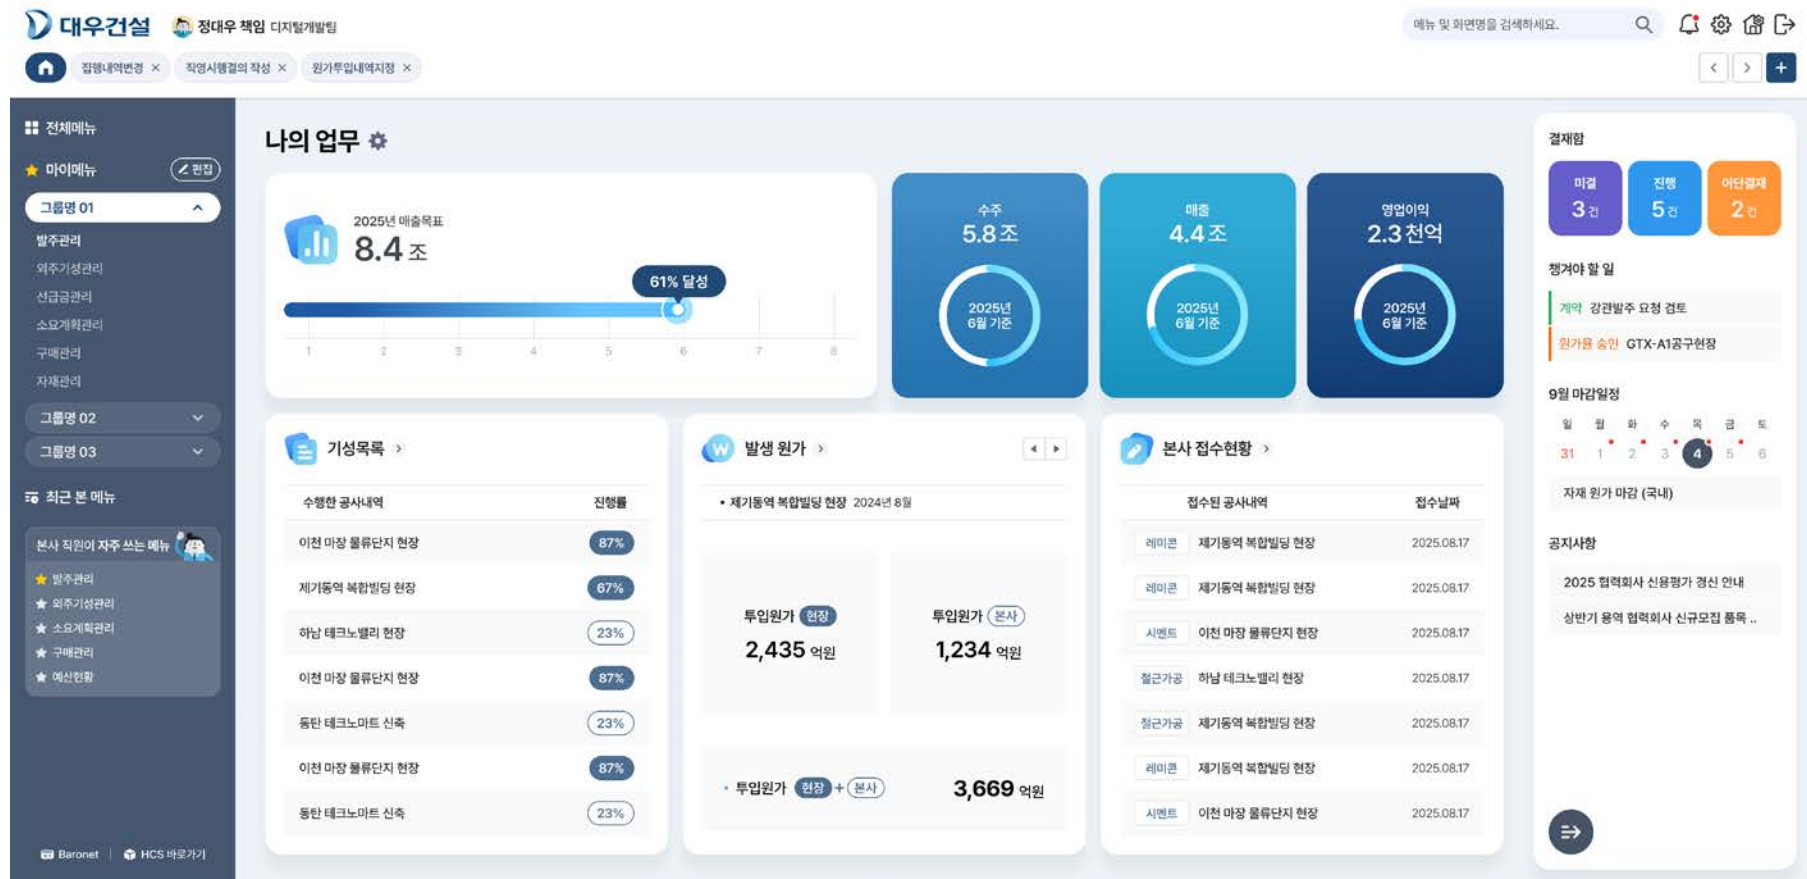 대우건설
정대우 책임 디지털개발팀
메뉴 및 화면명을 검색하세요.
집행내역변경 ×
직영시행결의 작성 ×
원가투입내역지정 ×
전체메뉴
마이메뉴
편집
그룹명 01
발주관리
외주기성관리
선급금관리
소요계획관리
구매관리
자재관리
그룹명 02
그룹명 03
최근 본 메뉴
본사 직원이 자주 쓰는 메뉴
발주관리
외주기성관리
소요계획관리
구매관리
예산현황
Baronet
HCS 바로가기
나의 업무
2025년 매출목표
8.4 조
61% 달성
1 2 3 4 5 6 7 8
수주
5.8 조
2025년
6월 기준
매출
4.4 조
2025년
6월 기준
영업이익
2.3 천억
2025년
6월 기준
기성목록 >
수행한 공사내역 진행률
이천 마장 물류단지 현장 87%
제기동역 복합빌딩 현장 67%
하남 테크노밸리 현장 23%
이천 마장 물류단지 현장 87%
동탄 테크노마트 신축 23%
이천 마장 물류단지 현장 87%
동탄 테크노마트 신축 23%
발생 원가 >
• 제기동역 복합빌딩 현장 2024년 8월
투입원가 현장
2,435 억원
투입원가 본사
1,234 억원
• 투입원가 현장 + 본사 3,669 억원
본사 접수현황 >
접수된 공사내역 접수날짜
레미콘 제기동역 복합빌딩 현장 2025.08.17
레미콘 제기동역 복합빌딩 현장 2025.08.17
시멘트 이천 마장 물류단지 현장 2025.08.17
철근가공 하남 테크노밸리 현장 2025.08.17
철근가공 제기동역 복합빌딩 현장 2025.08.17
레미콘 제기동역 복합빌딩 현장 2025.08.17
시멘트 이천 마장 물류단지 현장 2025.08.17
결재함
미결
3 건
진행
5 건
이단결재
2 건
챙겨야 할 일
계약 강관발주 요청 검토
원가율 승인 GTX-A1공구현장
9월 마감일정
일 월 화 수 목 금 토
31 1 2 3 4 5 6
자재 원가 마감 (국내)
공지사항
2025 협력회사 신용평가 갱신 안내
상반기 용역 협력회사 신규모집 품목 ..